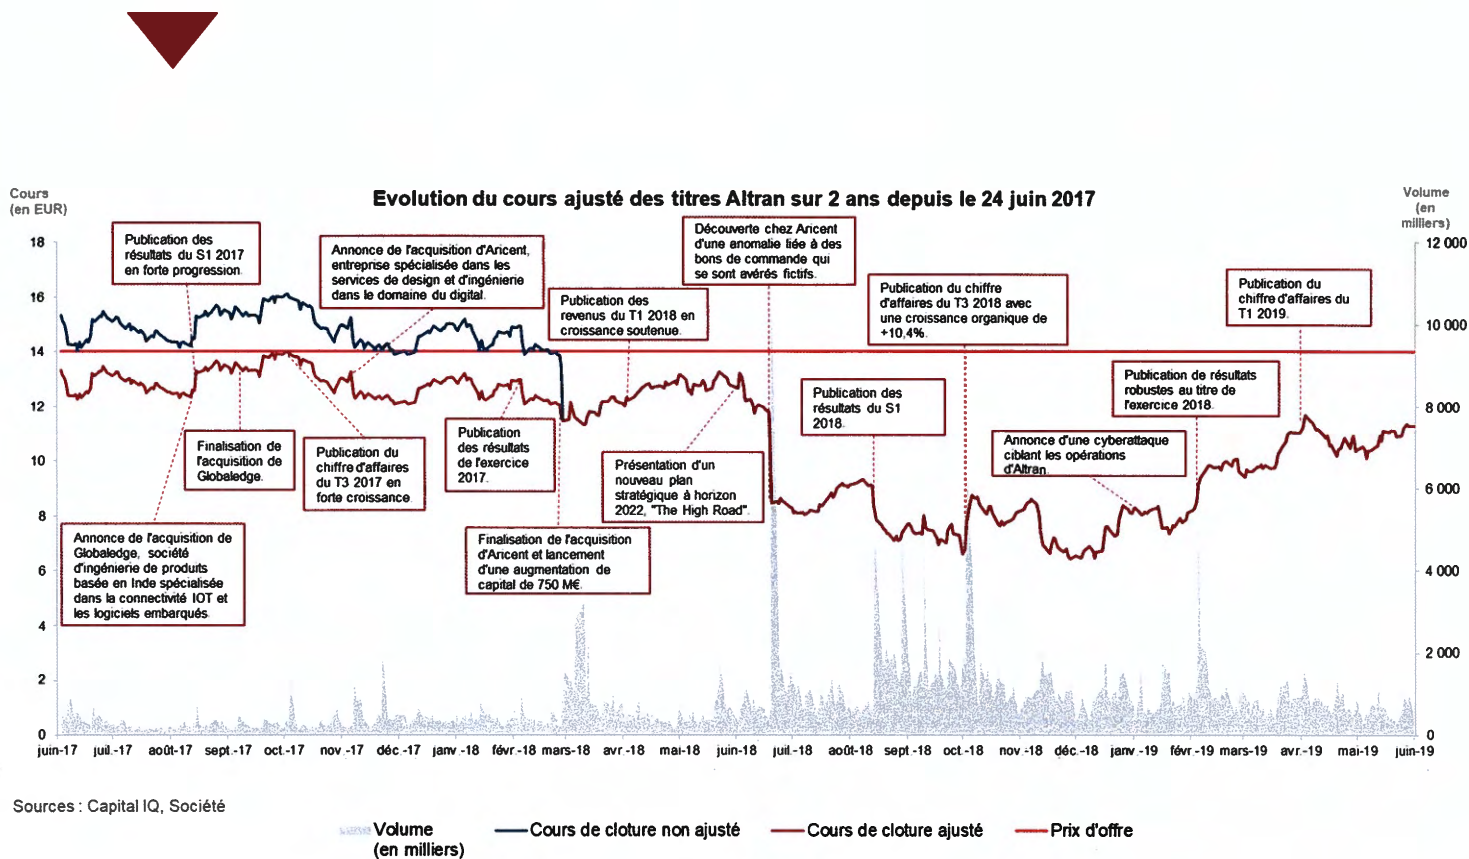 Evolution du cours ajusté des titres Altran sur 2 ans depuis le 24 juin 2017
Cours
(en EUR)
Volume
(en
milliers)
18
16
14
12
10
8
6
4
2
0
12 000
10 000
8 000
6 000
4 000
2 000
0
Publication des
résultats du S1 2017
en forte progression.
Annonce de l'acquisition d'Aricent,
entreprise spécialisée dans les
services de design et d'ingénierie
dans le domaine du digital.
Publication des
revenus du T1 2018 en
croissance soutenue.
Découverte chez Aricent
d'une anomalie liée à des
bons de commande qui
se sont avérés fictifs.
Publication du chiffre
d'affaires du T3 2018 avec
une croissance organique de
+10,4%.
Publication du
chiffre d'affaires du
T1 2019.
Publication de résultats
robustes au titre de
l'exercice 2018.
Publication des
résultats du S1
2018.
Annonce d'une cyberattaque
ciblant les opérations
d'Altran.
Finalisation de
l'acquisition de
Globaledge.
Publication du
chiffre d'affaires
du T3 2017 en
forte croissance.
Publication
des résultats
de l'exercice
2017.
Présentation d'un
nouveau plan
stratégique à horizon
2022, "The High Road".
Annonce de l'acquisition de
Globaledge, société
d'ingénierie de produits
basée en Inde spécialisée
dans la connectivité IOT et
les logiciels embarqués.
Finalisation de l'acquisition
d'Aricent et lancement
d'une augmentation de
capital de 750 M€.
juin-17 juil.-17 août-17 sept.-17 oct.-17 nov.-17 déc.-17 janv.-18 févr.-18 mars-18 avr.-18 mai-18 juin-18 juil.-18 août-18 sept.-18 oct.-18 nov.-18 déc.-18 janv.-19 févr.-19 mars-19 avr.-19 mai-19 juin-19
Sources : Capital IQ, Société
Volume
(en milliers)
Cours de cloture non ajusté
Cours de cloture ajusté
Prix d'offre